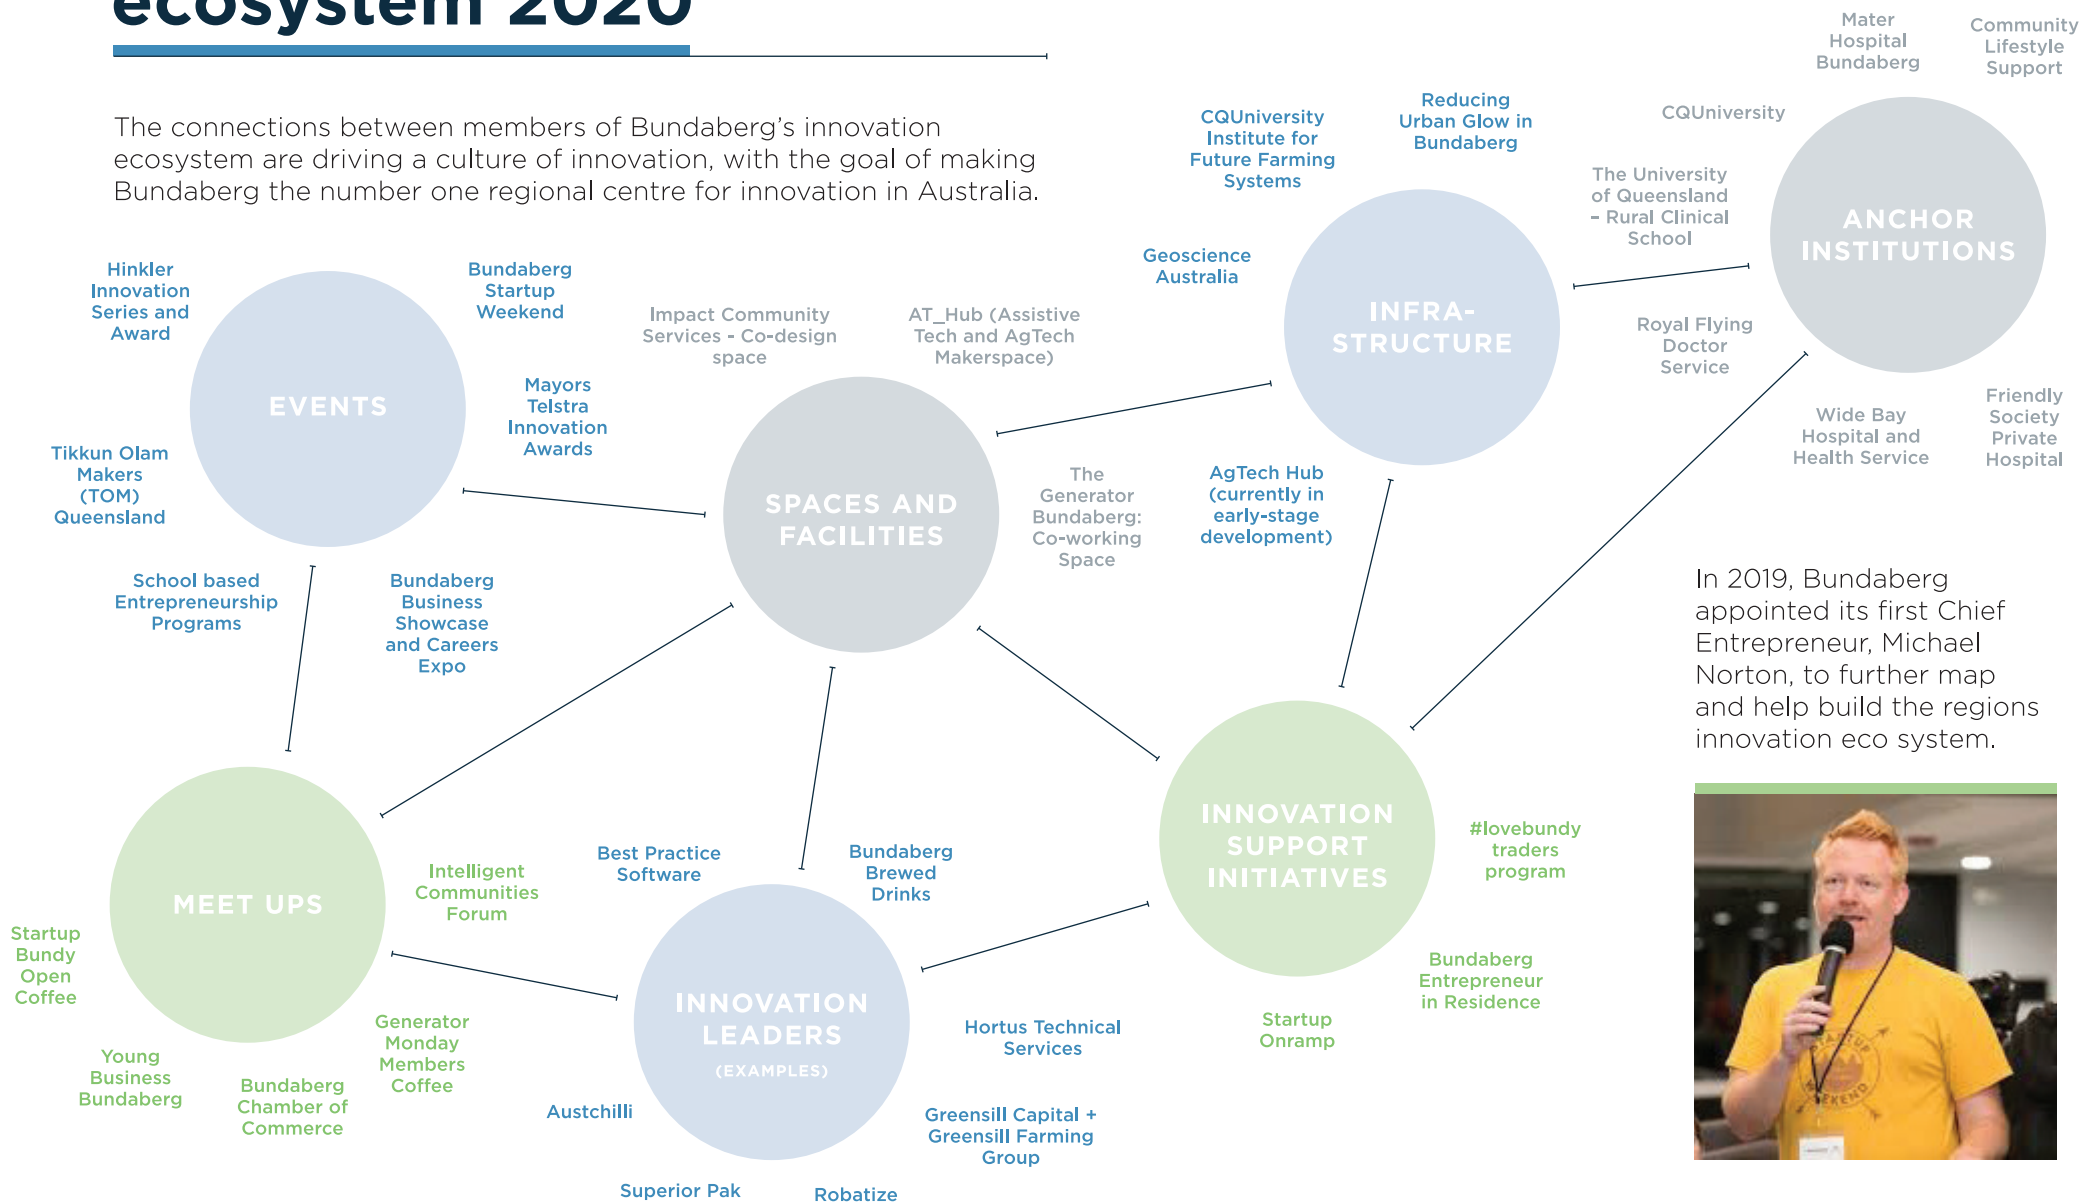 ecosystem 2020
The connections between members of Bundaberg's innovation
ecosystem are driving a culture of innovation, with the goal of making
Bundaberg the number one regional centre for innovation in Australia.
Hinkler
Innovation
Series and
Award
Bundaberg
Startup
Weekend
EVENTS
Mayors
Telstra
Innovation
Awards
Tikkun Olam
Makers
(TOM)
Queensland
School based
Entrepreneurship
Programs
Bundaberg
Business
Showcase
and Careers
Expo
Impact Community
Services - Co-design
space
AT_Hub (Assistive
Tech and AgTech
Makerspace)
SPACES AND
FACILITIES
The
Generator
Bundaberg:
Co-working
Space
CQUniversity
Institute for
Future Farming
Systems
Reducing
Urban Glow in
Bundaberg
Geoscience
Australia
INFRA-
STRUCTURE
AgTech Hub
(currently in
early-stage
development)
Mater
Hospital
Bundaberg
Community
Lifestyle
Support
CQUniversity
The University
of Queensland
– Rural Clinical
School
ANCHOR
INSTITUTIONS
Royal Flying
Doctor
Service
Wide Bay
Hospital and
Health Service
Friendly
Society
Private
Hospital
In 2019, Bundaberg
appointed its first Chief
Entrepreneur, Michael
Norton, to further map
and help build the regions
innovation eco system.
MEET UPS
Intelligent
Communities
Forum
Startup
Bundy
Open
Coffee
Young
Business
Bundaberg
Bundaberg
Chamber of
Commerce
Generator
Monday
Members
Coffee
Best Practice
Software
Bundaberg
Brewed
Drinks
INNOVATION
LEADERS
(EXAMPLES)
Hortus Technical
Services
Austchilli
Greensill Capital +
Greensill Farming
Group
Superior Pak
Robatize
INNOVATION
SUPPORT
INITIATIVES
#lovebundy
traders
program
Bundaberg
Entrepreneur
in Residence
Startup
Onramp
STARTUP
WEEKEND